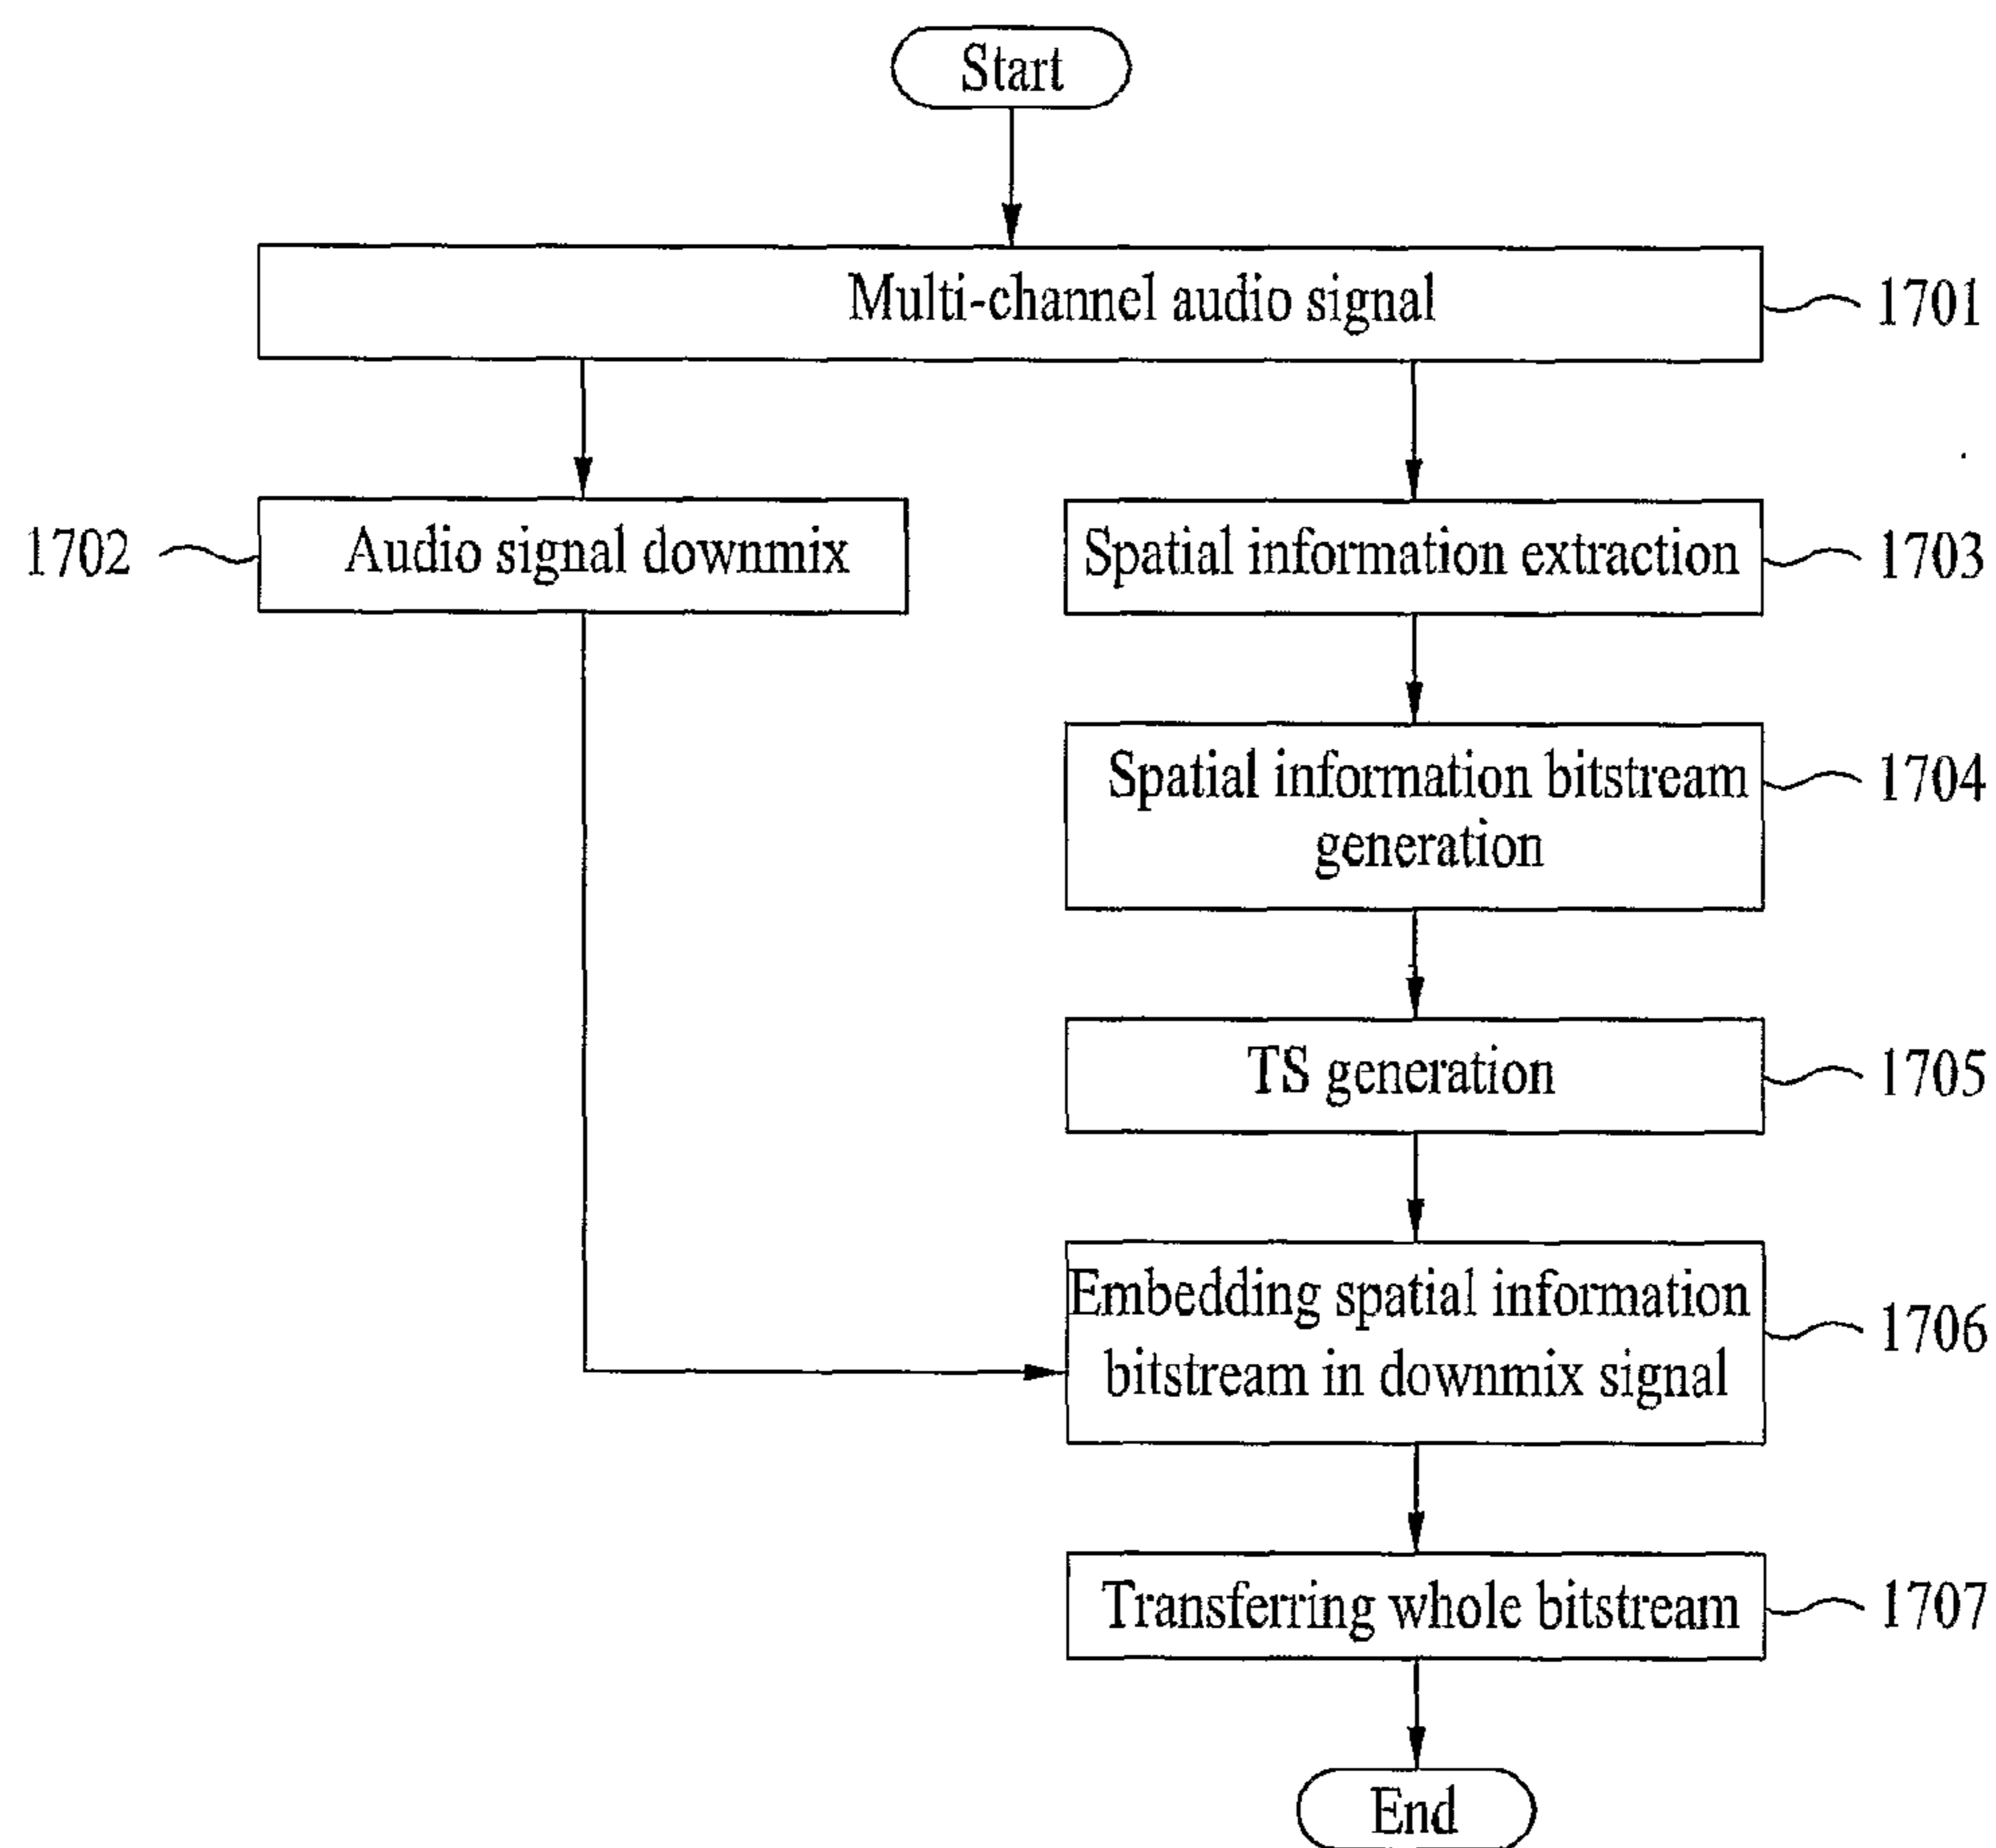 Start
Multi-channel audio signal
1701
1702
Audio signal downmix
Spatial information extraction
1703
Spatial information bitstream
generation
1704
TS generation
1705
Embedding spatial information
bitstream in downmix signal
1706
Transferring whole bitstream
1707
End